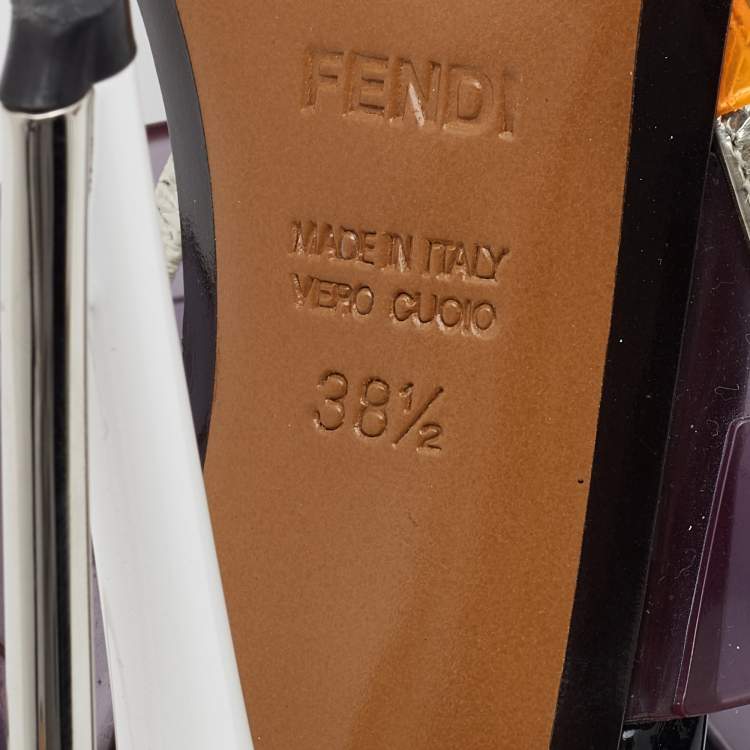 FENDI
MADE IN ITALY
VERO CUOIO
38½